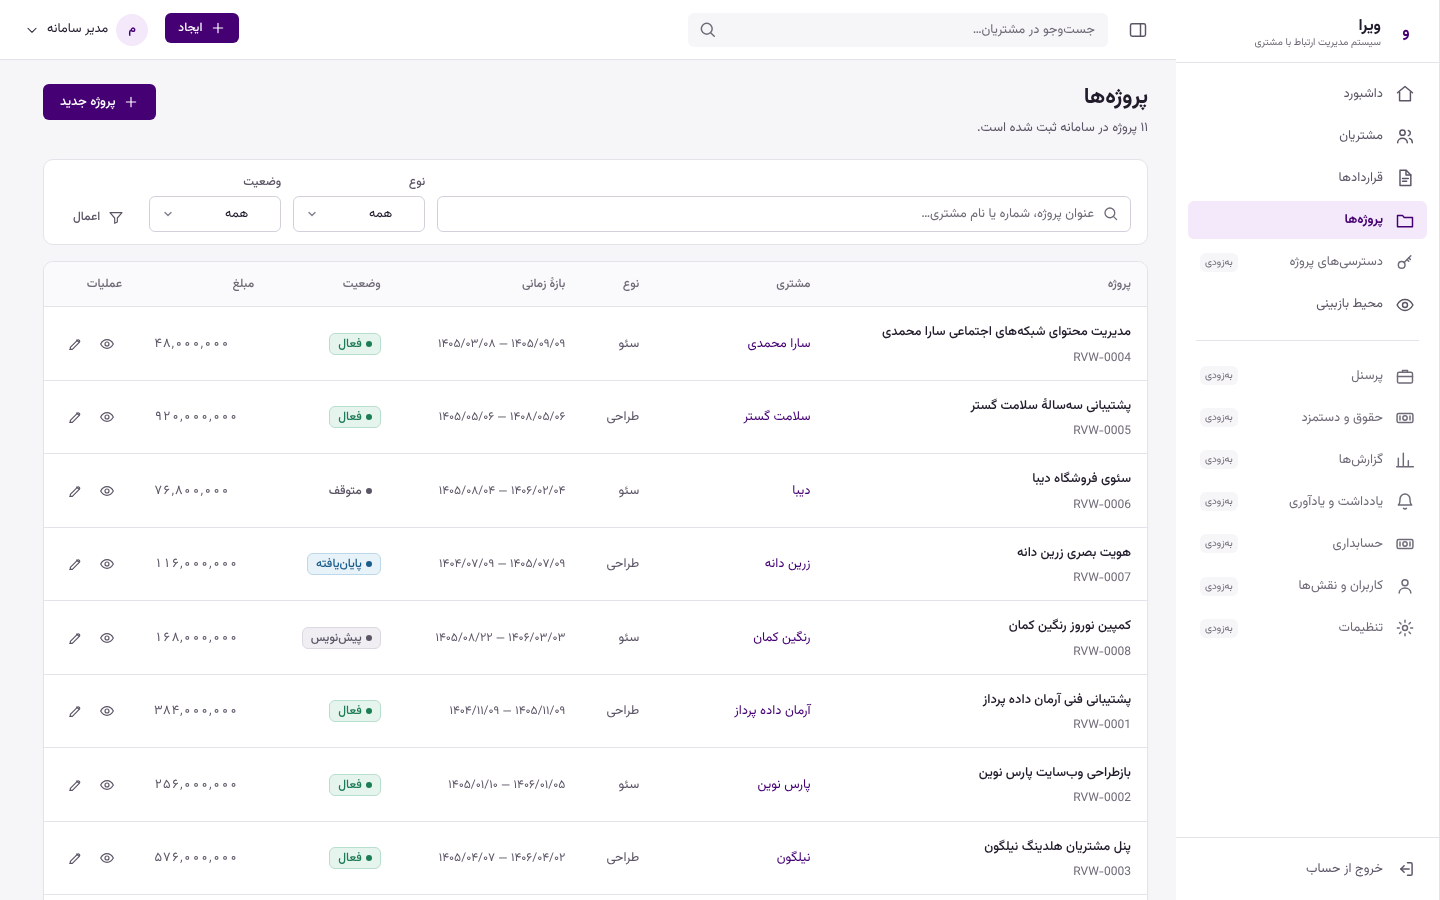 و
ویرا
سیستم مدیریت ارتباط با مشتری
داشبورد
مشتریان
قراردادها
پروژه‌ها
دسترسی‌های پروژه به‌زودی
محیط بازبینی
پرسنل به‌زودی
حقوق و دستمزد به‌زودی
گزارش‌ها به‌زودی
یادداشت و یادآوری به‌زودی
حسابداری به‌زودی
کاربران و نقش‌ها به‌زودی
تنظیمات به‌زودی
خروج از حساب
جست‌وجو در مشتریان...
ایجاد
م مدیر سامانه
پروژه‌ها
۱۱ پروژه در سامانه ثبت شده است.
پروژه جدید
نوع وضعیت
عنوان پروژه، شماره یا نام مشتری... همه همه اعمال
پروژه مشتری بازهٔ زمانی نوع وضعیت مبلغ عملیات
مدیریت محتوای شبکه‌های اجتماعی سارا محمدی
RVW-0004
سارا محمدی سئو ۱۴۰۵/۰۳/۰۸ — ۱۴۰۵/۰۹/۰۹ فعال ۴۸,۰۰۰,۰۰۰
پشتیبانی سه‌سالهٔ سلامت گستر
RVW-0005
سلامت گستر طراحی ۱۴۰۵/۰۵/۰۶ — ۱۴۰۸/۰۵/۰۶ فعال ۹۲۰,۰۰۰,۰۰۰
سئوی فروشگاه دیبا
RVW-0006
دیبا سئو ۱۴۰۵/۰۸/۰۴ — ۱۴۰۶/۰۲/۰۴ متوقف ۷۶,۸۰۰,۰۰۰
هویت بصری زرین دانه
RVW-0007
زرین دانه طراحی ۱۴۰۴/۰۷/۰۹ — ۱۴۰۵/۰۷/۰۹ پایان‌یافته ۱۱۶,۰۰۰,۰۰۰
کمپین نوروز رنگین کمان
RVW-0008
رنگین کمان سئو ۱۴۰۵/۰۸/۲۲ — ۱۴۰۶/۰۳/۰۳ پیش‌نویس ۱۶۸,۰۰۰,۰۰۰
پشتیبانی فنی آرمان داده پرداز
RVW-0001
آرمان داده پرداز طراحی ۱۴۰۴/۱۱/۰۹ — ۱۴۰۵/۱۱/۰۹ فعال ۳۸۴,۰۰۰,۰۰۰
بازطراحی وب‌سایت پارس نوین
RVW-0002
پارس نوین سئو ۱۴۰۵/۰۱/۱۰ — ۱۴۰۶/۰۱/۰۵ فعال ۲۵۶,۰۰۰,۰۰۰
پنل مشتریان هلدینگ نیلگون
RVW-0003
نیلگون طراحی ۱۴۰۵/۰۴/۰۷ — ۱۴۰۶/۰۴/۰۲ فعال ۵۷۶,۰۰۰,۰۰۰